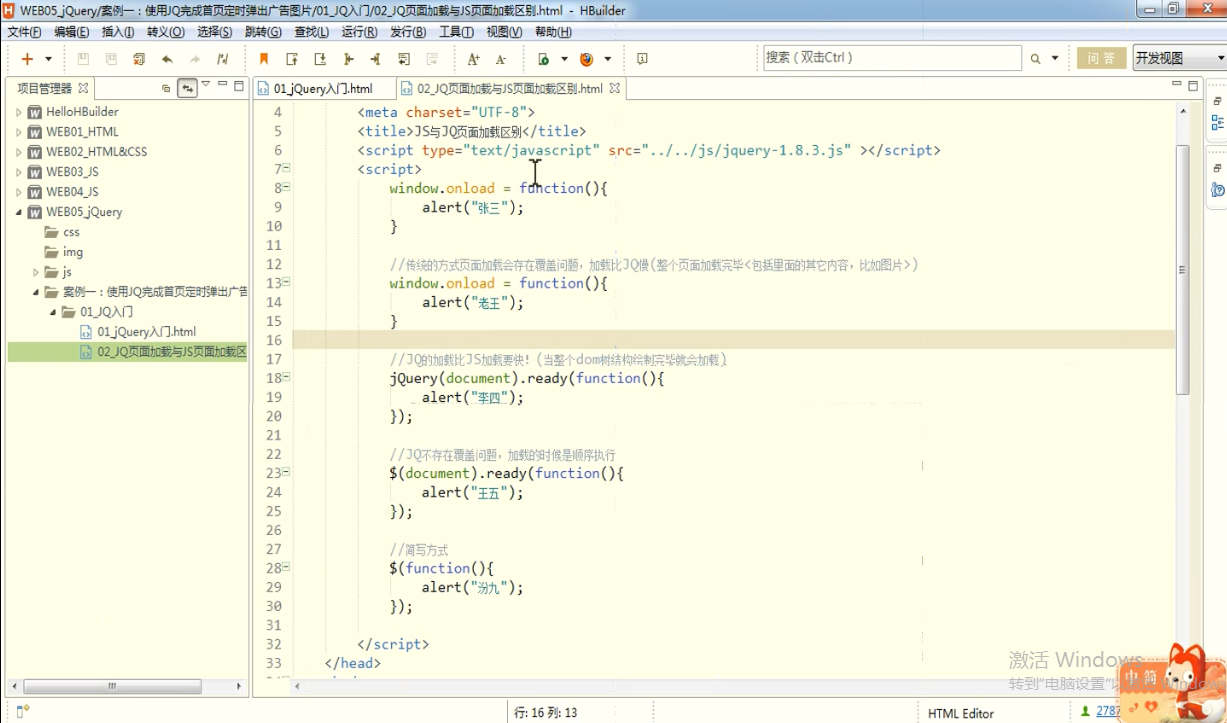 WEB05_jQuery/案例一：使用JQ完成首页定时弹出广告图片/01_JQ入门/02_JQ页面加载与JS页面加载区别.html - HBuilder
文件(F) 编辑(E) 插入(I) 转义(O) 选择(S) 跳转(G) 查找(L) 运行(R) 发行(B) 工具(T) 视图(V) 帮助(H)
搜索（双击Ctrl） 问答 开发视图
项目管理器
01_jQuery入门.html 02_JQ页面加载与JS页面加载区别.html
HelloHBuilder
WEB01_HTML
WEB02_HTML&CSS
WEB03_JS
WEB04_JS
WEB05_jQuery
css
img
js
案例一：使用JQ完成首页定时弹出广告
01_JQ入门
01_jQuery入门.html
02_JQ页面加载与JS页面加载区
4 <meta charset="UTF-8">
5 <title>JS与JQ页面加载区别</title>
6 <script type="text/javascript" src="../../js/jquery-1.8.3.js" ></script>
7 <script>
8 window.onload = function(){
9 alert("张三");
10 }
11
12 //传统的方式页面加载会存在覆盖问题，加载比JQ慢(整个页面加载完毕<包括里面的其它内容，比如图片>)
13 window.onload = function(){
14 alert("老王");
15 }
16
17 //JQ的加载比JS加载更快!(当整个dom树结构绘制完毕就会加载)
18 jQuery(document).ready(function(){
19 alert("李四");
20 });
21
22 //JQ不存在覆盖问题，加载的时候是顺序执行
23 $(document).ready(function(){
24 alert("王五");
25 });
26
27 //简写方式
28 $(function(){
29 alert("汾九");
30 });
31
32 </script>
33 </head>
激活 Windows
转到"电脑设置"以
中 简
行: 16 列: 13 HTML Editor 278